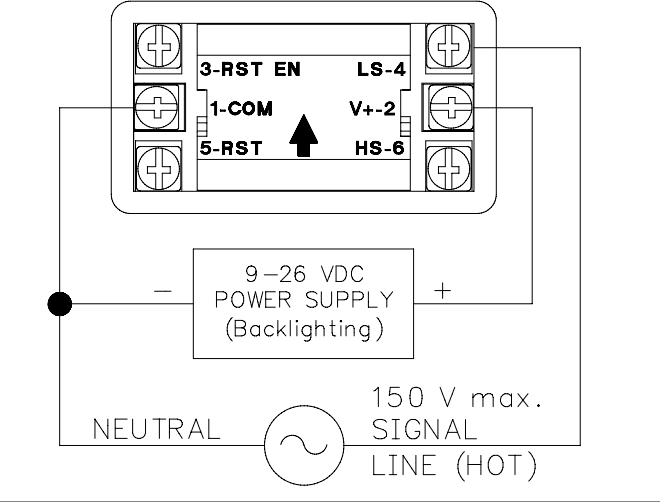 3-RST EN LS-4
1-COM V+-2
5-RST HS-6
9-26 VDC
- POWER SUPPLY +
(Backlighting)
150 V max.
NEUTRAL SIGNAL
LINE (HOT)